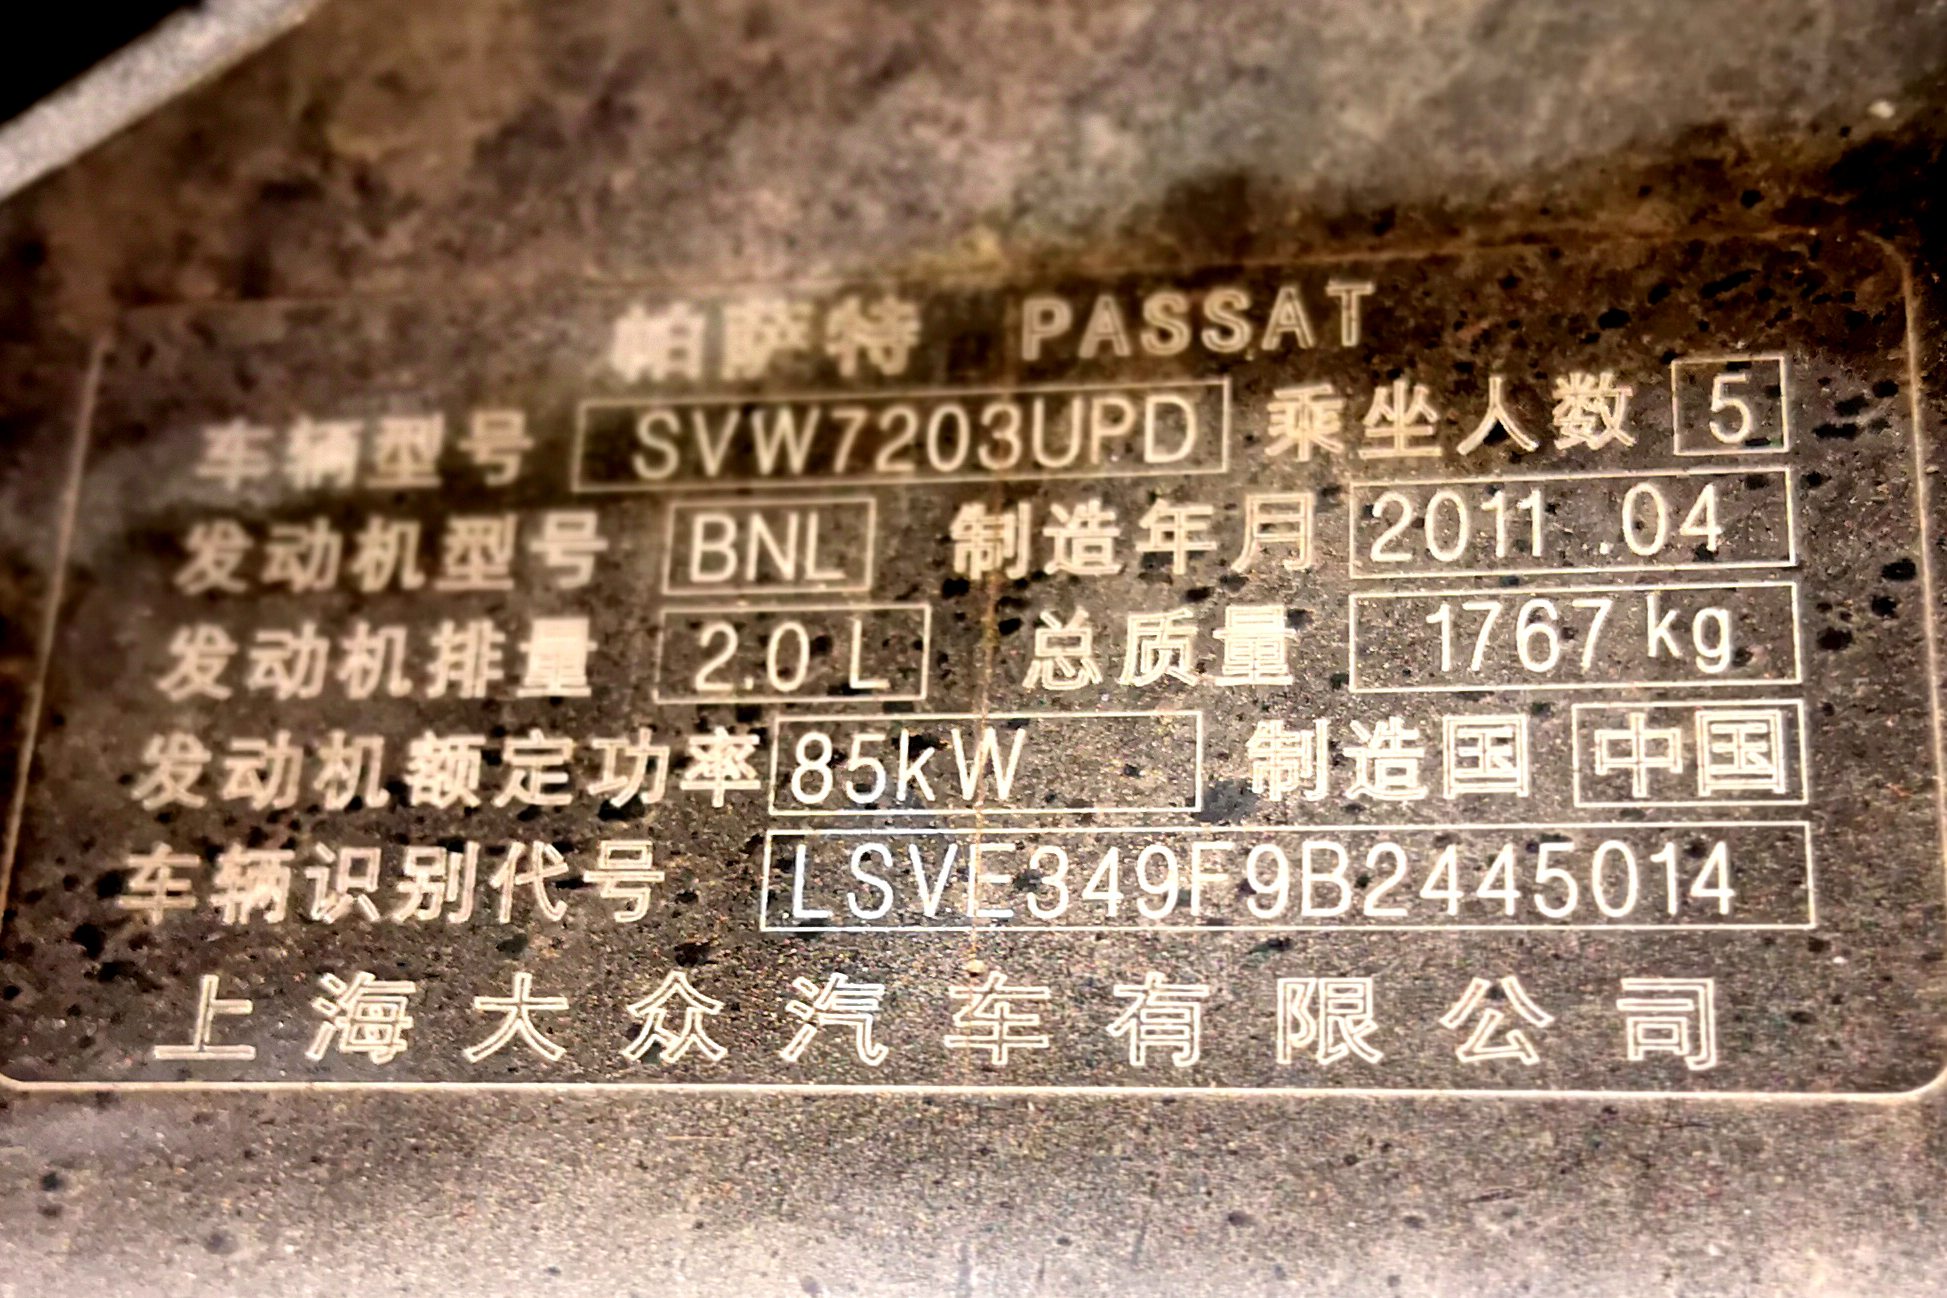 帕萨特 PASSAT
车辆型号 SVW7203UPD 乘坐人数 5
发动机型号 BNL 制造年月 2011.04
发动机排量 2.0 L 总质量 1767 kg
发动机额定功率 85kW 制造国 中国
车辆识别代号 LSVE349F9B2445014
上海大众汽车有限公司